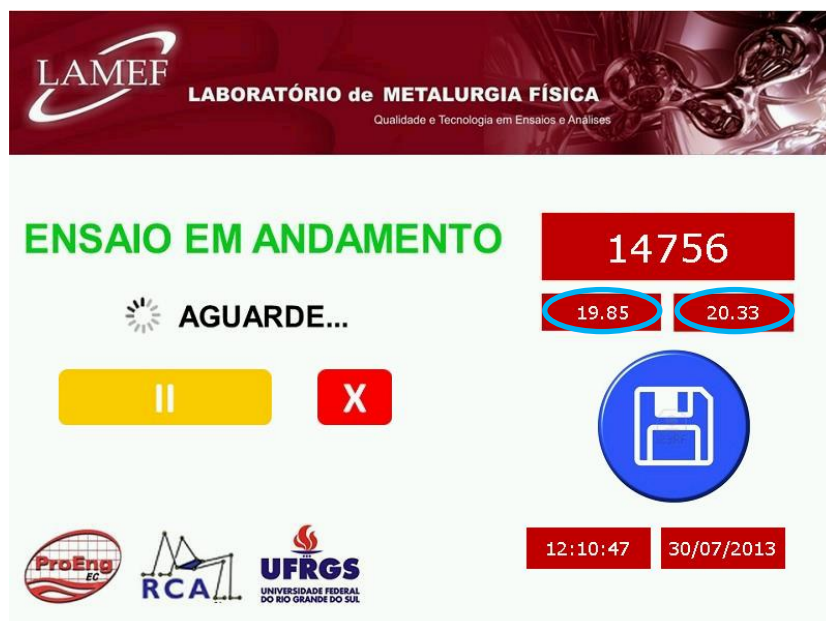 LAMEF
LABORATÓRIO de METALURGIA FÍSICA
Qualidade e Tecnologia em Ensaios e Análises
ENSAIO EM ANDAMENTO
14756
19.85
20.33
AGUARDE...
II
X
ProEng
EC
RCA
UFRGS
UNIVERSIDADE FEDERAL
DO RIO GRANDE DO SUL
12:10:47
30/07/2013